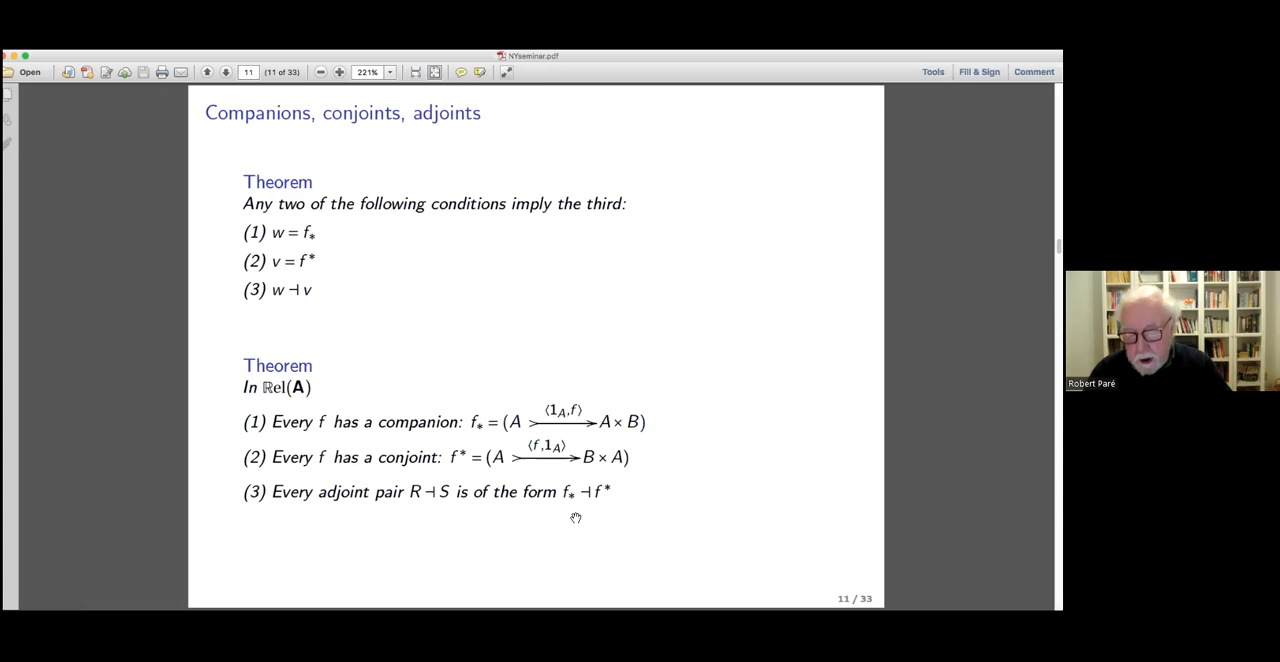 NYseminar.pdf
Open 11 (11 of 33) 221% Tools Fill & Sign Comment
Companions, conjoints, adjoints
Theorem
Any two of the following conditions imply the third:
(1) w = f⁎
(2) v = f*
(3) w ⊣ v
Theorem
In ℝel(A)
(1) Every f has a companion: f⁎ = (A ⟨1_A, f⟩ A × B)
(2) Every f has a conjoint: f* = (A ⟨f, 1_A⟩ B × A)
(3) Every adjoint pair R ⊣ S is of the form f⁎ ⊣ f*
11 / 33
Robert Paré